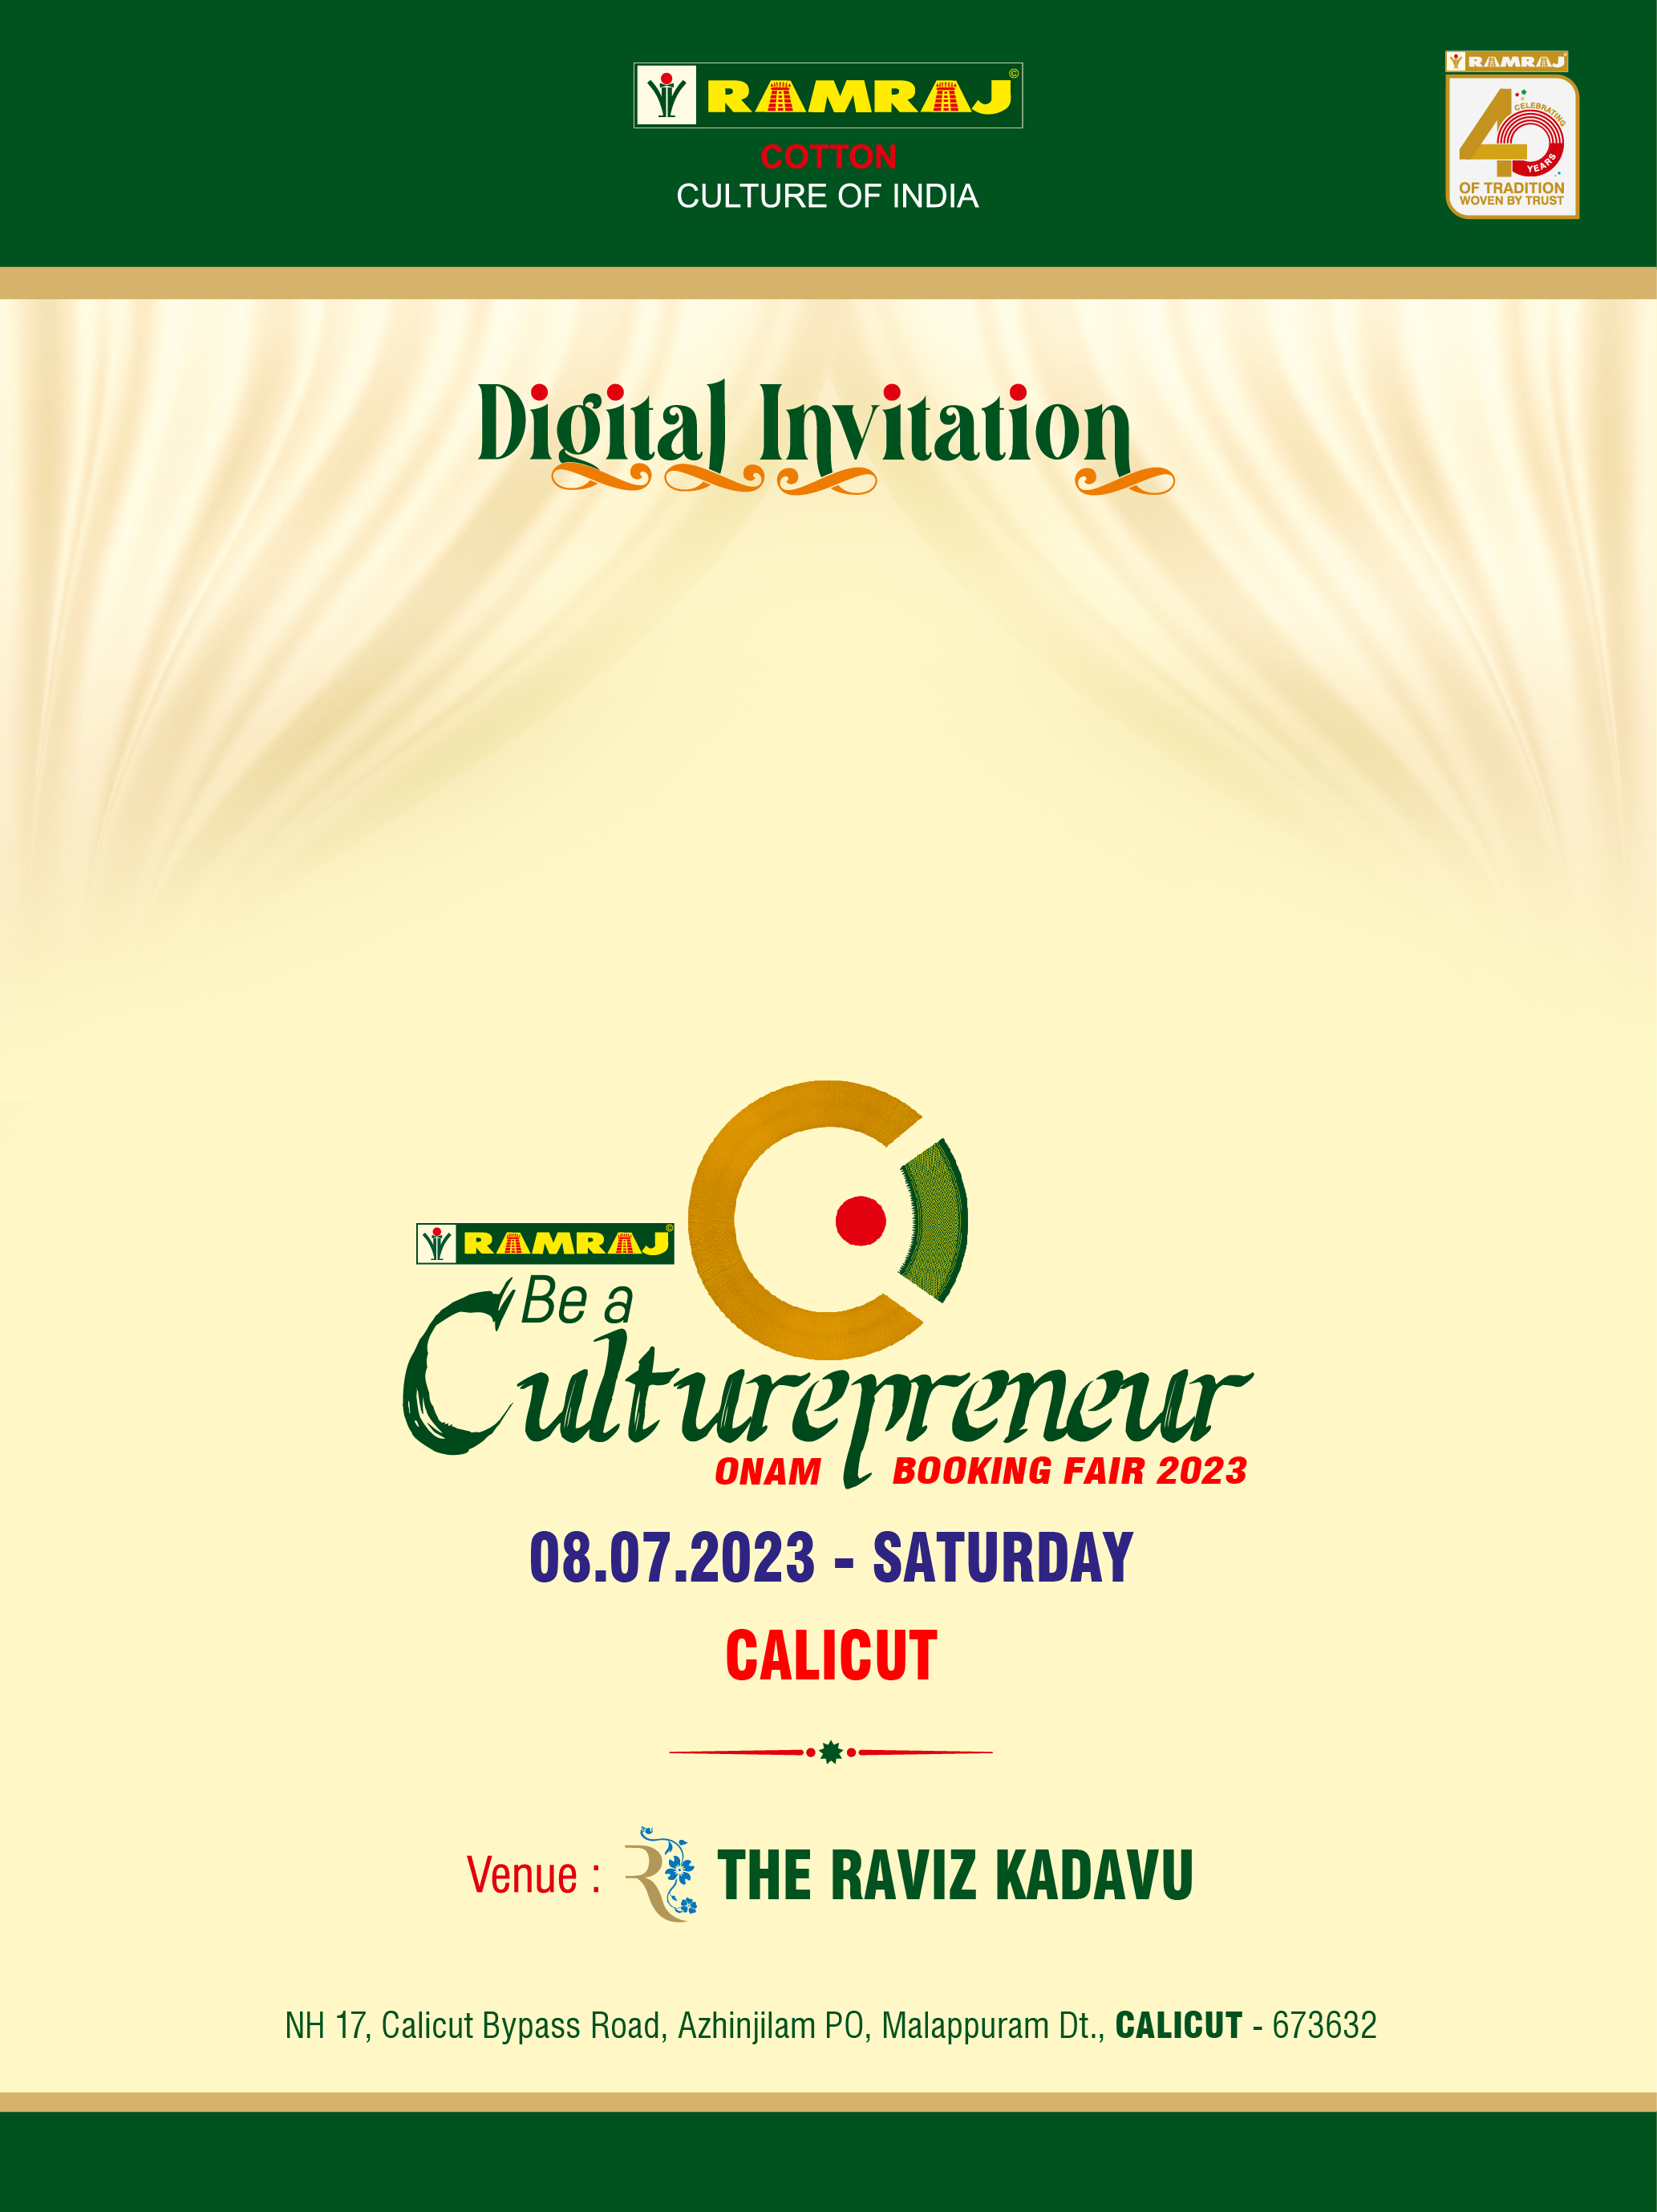 RAMRAJ©
COTTON
CULTURE OF INDIA
RAMRAJ
40
CELEBRATING
YEARS
OF TRADITION
WOVEN BY TRUST
Digital Invitation
RAMRAJ©
Be a
Culturepreneur
ONAM BOOKING FAIR 2023
08.07.2023 - SATURDAY
CALICUT
Venue : R THE RAVIZ KADAVU
NH 17, Calicut Bypass Road, Azhinjilam PO, Malappuram Dt., CALICUT - 673632